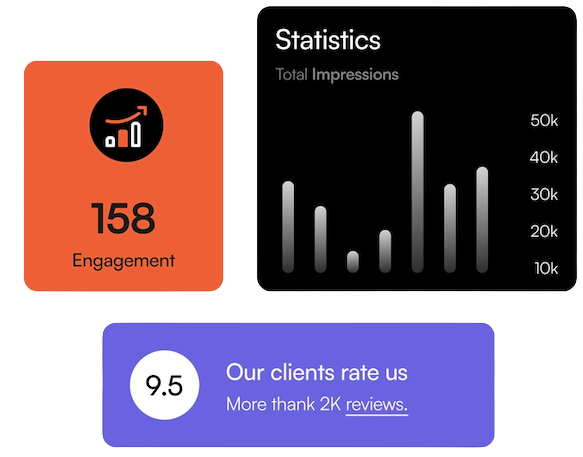 Statistics
Total Impressions
50k
40k
30k
20k
10k
158
Engagement
9.5
Our clients rate us
More thank 2K reviews.